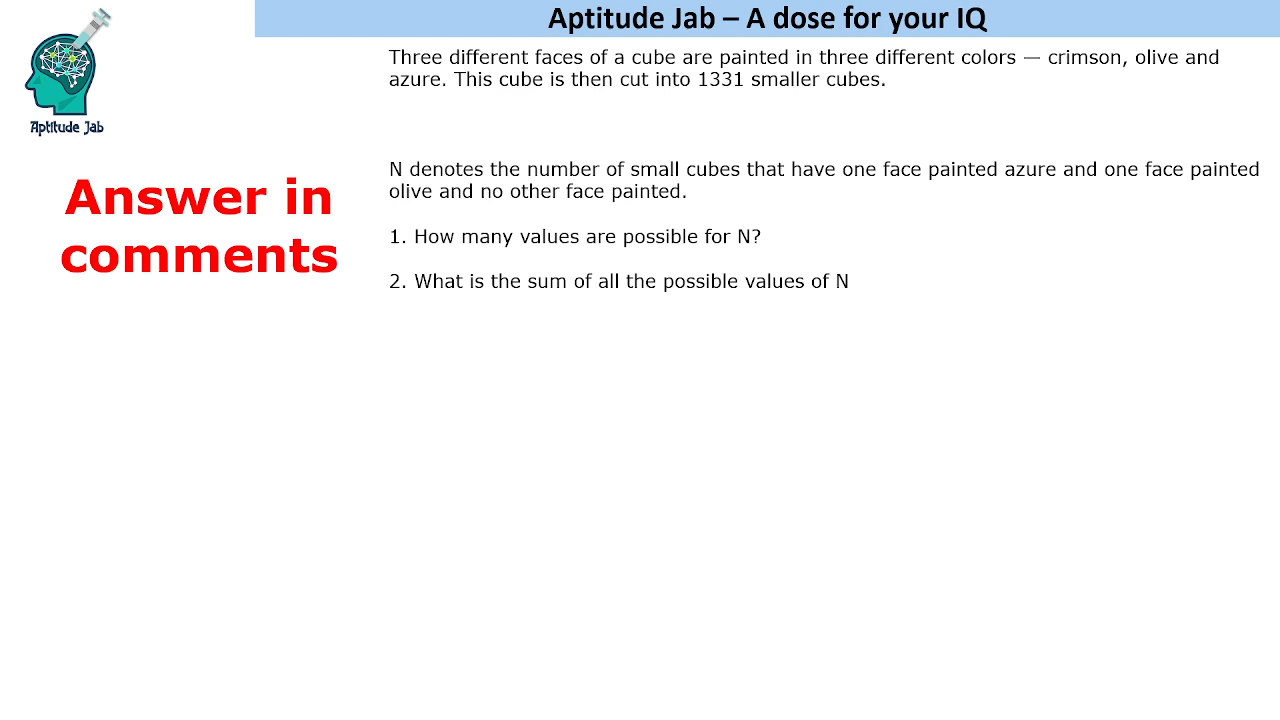 Aptitude Jab – A dose for your IQ
Three different faces of a cube are painted in three different colors — crimson, olive and
azure. This cube is then cut into 1331 smaller cubes.
Aptitude Jab
N denotes the number of small cubes that have one face painted azure and one face painted
olive and no other face painted.
Answer in
comments
1. How many values are possible for N?
2. What is the sum of all the possible values of N